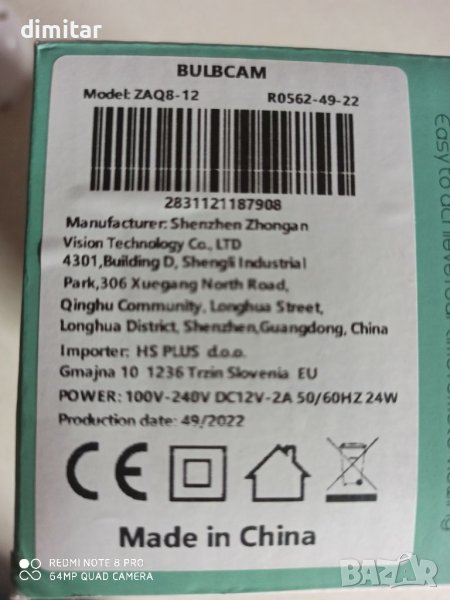 dimitar
BULBCAM
Model: ZAQ8-12 R0562-49-22
2831121187908
Manufacturer: Shenzhen Zhongan
Vision Technology Co., LTD
4301,Building D, Shengli Industrial
Park,306 Xuegang North Road,
Qinghu Community, Longhua Street,
Longhua District, Shenzhen,Guangdong, China
Importer: HS PLUS d.o.o.
Gmajna 10 1236 Trzin Slovenia EU
POWER: 100V-240V DC12V-2A 50/60HZ 24W
Production date: 49/2022
CE
Made in China
Easy to
REDMI NOTE 8 PRO
64MP QUAD CAMERA
BAZAR